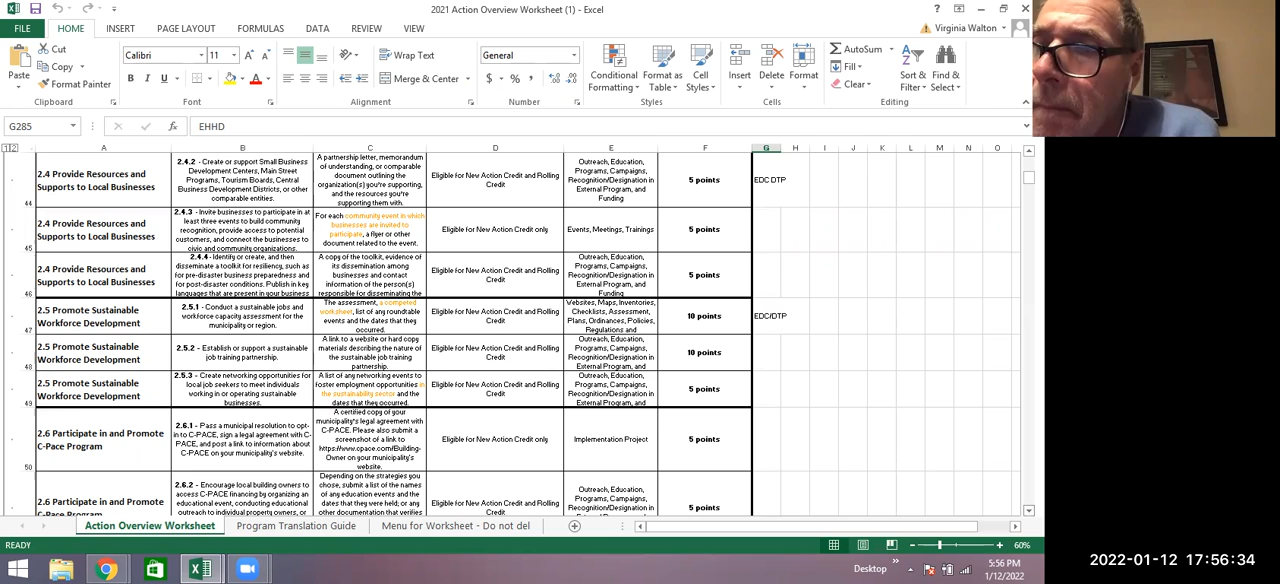 2021 Action Overview Worksheet (1) - Excel
FILE HOME INSERT PAGE LAYOUT FORMULAS DATA REVIEW VIEW Virginia Walton
Paste Cut Copy Format Painter Clipboard
Calibri 11 B I U Font
Wrap Text Merge & Center Alignment
General $ % , Number
Conditional Formatting Format as Table Cell Styles Styles
Insert Delete Format Cells
AutoSum Fill Clear Sort & Filter Find & Select Editing
G285 EHHD
1 2 A B C D E F G H I J K L M N O
44 2.4 Provide Resources and Supports to Local Businesses 2.4.2 - Create or support Small Business Development Centers, Main Street Programs, Tourism Boards, Central Business Development Districts, or other comparable entities. A partnership letter, memorandum of understanding, or comparable document outlining the organization(s) you're supporting, and the resources you're supporting them with. Eligible for New Action Credit and Rolling Credit Outreach, Education, Programs, Campaigns, Recognition/Designation in External Program, and Funding 5 points EDC DTP
45 2.4 Provide Resources and Supports to Local Businesses 2.4.3 - Invite businesses to participate in at least three events to build community recognition, provide access to potential customers, and connect the businesses to civic and community organizations. For each community event in which businesses are invited to participate, a flyer or other document related to the event. Eligible for New Action Credit only Events, Meetings, Trainings 5 points
46 2.4 Provide Resources and Supports to Local Businesses 2.4.4 - Identify or create, and then disseminate a toolkit for resiliency, such as for pre-disaster business preparedness and for post-disaster conditions. Publish in key languages that are present in your business A copy of the toolkit, evidence of its dissemination among businesses and contact information of the person(s) responsible for disseminating the Eligible for New Action Credit and Rolling Credit Outreach, Education, Programs, Campaigns, Recognition/Designation in External Program, and Funding 5 points
47 2.5 Promote Sustainable Workforce Development 2.5.1 - Conduct a sustainable jobs and workforce capacity assessment for the municipality or region. The assessment, a competed worksheet, list of any roundtable events and the dates that they occurred. Eligible for New Action Credit and Rolling Credit Websites, Maps, Inventories, Checklists, Assessment, Plans, Ordinances, Policies, Regulations and 10 points EDC/DTP
48 2.5 Promote Sustainable Workforce Development 2.5.2 - Establish or support a sustainable job training partnership. A link to a website or hard copy materials describing the nature of the sustainable job training partnership. Eligible for New Action Credit and Rolling Credit Outreach, Education, Programs, Campaigns, Recognition/Designation in External Program, and 10 points
49 2.5 Promote Sustainable Workforce Development 2.5.3 - Create networking opportunities for local job seekers to meet individuals working in or operating sustainable businesses. A list of any networking events to foster employment opportunities in the sustainability sector and the dates that they occurred. Eligible for New Action Credit and Rolling Credit Outreach, Education, Programs, Campaigns, Recognition/Designation in External Program, and 5 points
50 2.6 Participate in and Promote C-Pace Program 2.6.1 - Pass a municipal resolution to opt-in to C-PACE, sign a legal agreement with C-PACE, and post a link to information about C-PACE on your municipality's website. A certified copy of your municipality's legal agreement with C-PACE. Please also submit a screenshot of a link to https://www.cpace.com/Building-Owner on your municipality's website. Eligible for New Action Credit only Implementation Project 5 points
2.6 Participate in and Promote C-Pace Program 2.6.2 - Encourage local building owners to access C-PACE financing by organizing an educational event, conducting educational outreach to individual property owners, or Depending on the strategies you chose, submit a list of the names of any education events and the dates that they were held; or any other documentation that verifies Eligible for New Action Credit and Rolling Credit Outreach, Education, Programs, Campaigns, Recognition/Designation in External Program, and 5 points
Action Overview Worksheet Program Translation Guide Menu for Worksheet - Do not del
READY 60%
Desktop 5:56 PM
1/12/2022
2022-01-12 17:56:34